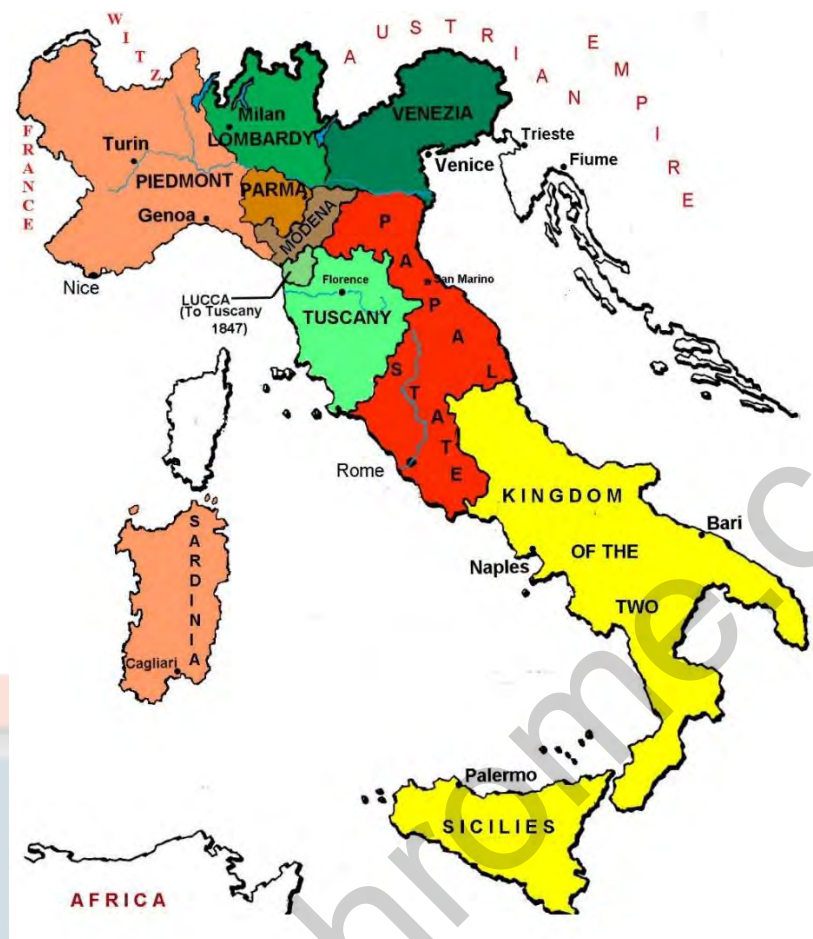 WITZ
AUSTRIAN EMPIRE
FRANCE
Milan
LOMBARDY
VENEZIA
Turin
Venice
Trieste
Fiume
PIEDMONT
PARMA
Genoa
MODENA
Nice
PAPAL
San Marino
LUCCA
(To Tuscany
1847)
Florence
TUSCANY
STATE
Rome
KINGDOM
OF THE
TWO
Bari
Naples
SARDINIA
Cagliari
Palermo
SICILIES
AFRICA